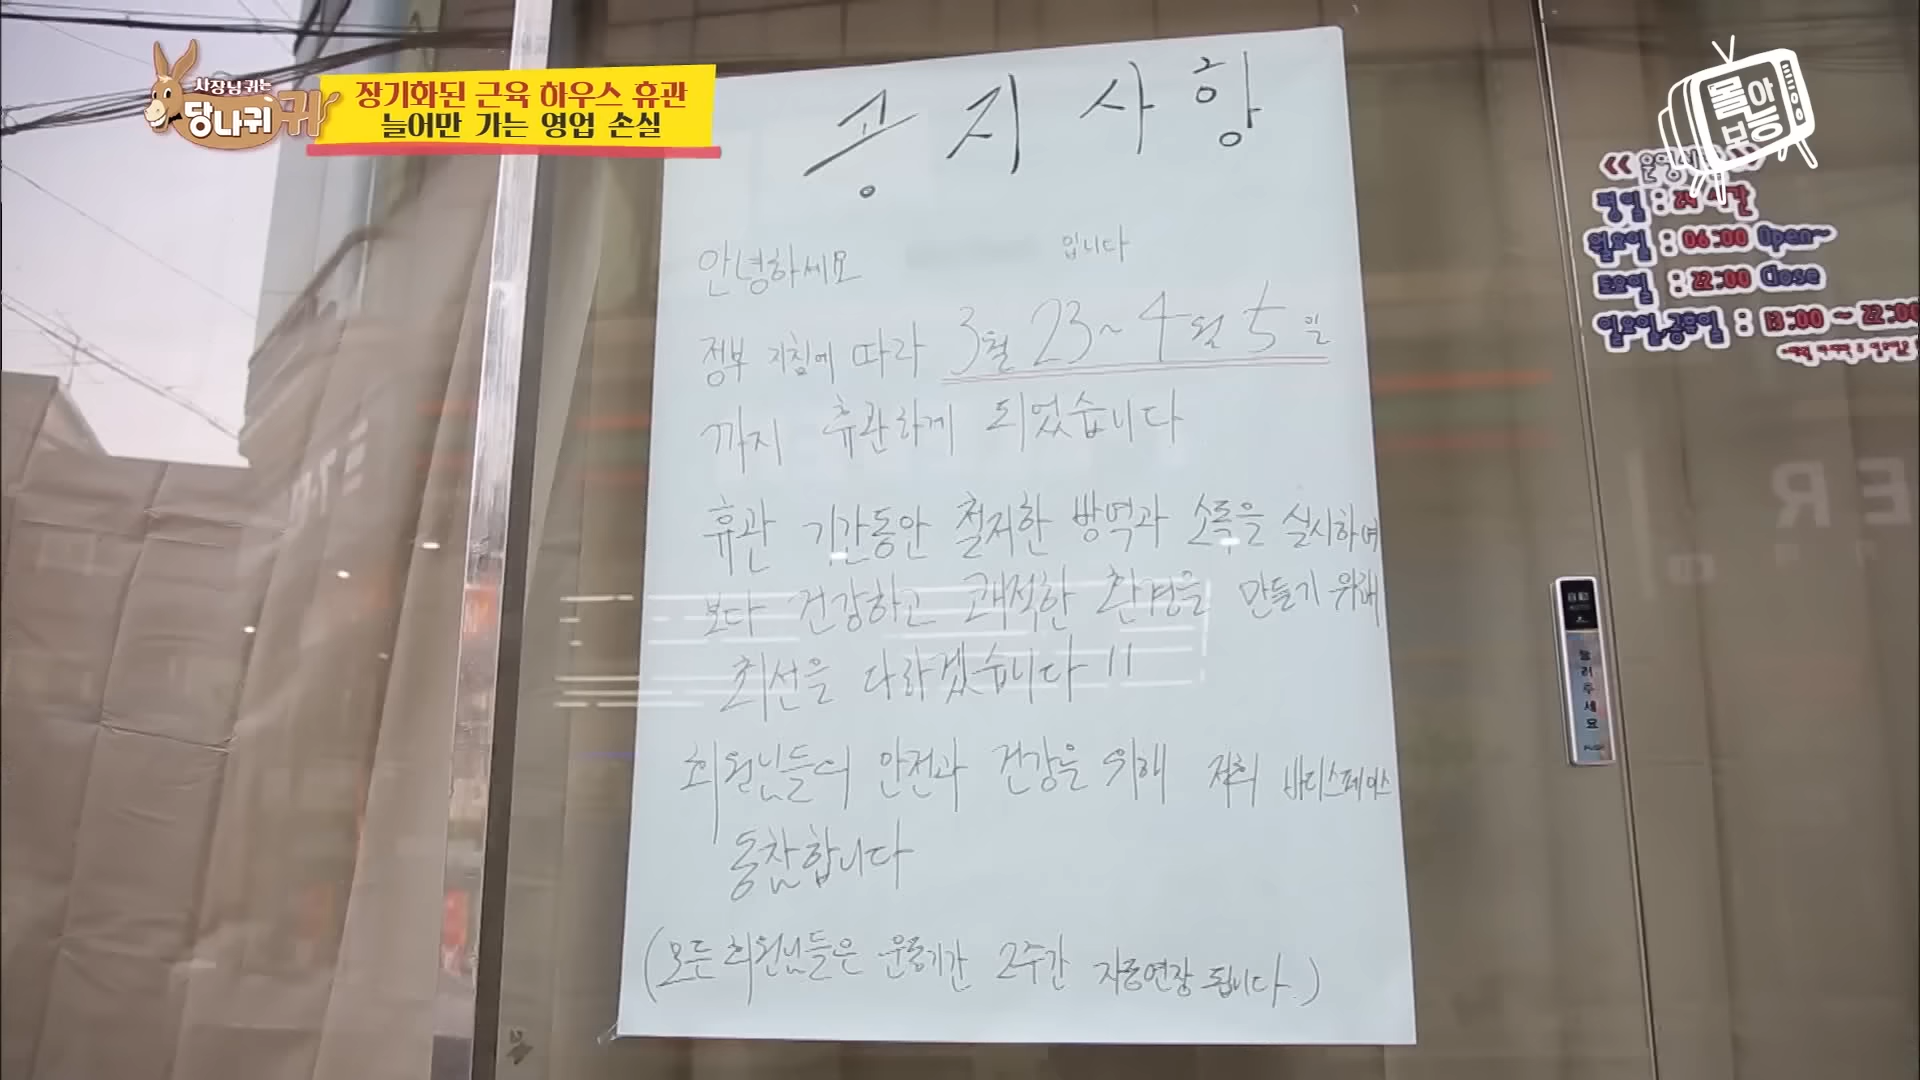 사장님 귀는
당나귀 귀
장기화된 근육 하우스 휴관
늘어만 가는 영업 손실
몰아보능
공지사항
안녕하세요 입니다
정부 지침에 따라 3월 23~4월 5일
까지 휴관하게 되었습니다
휴관 기간동안 철저한 방역과 소독을 실시하며
보다 건강하고 쾌적한 환경을 만들기 위해
최선을 다하겠습니다 !!
회원님들의 안전과 건강을 위해 저희 바디스페이스
동참합니다
(모든 회원님들은 운동기간 2주간 자동연장 됩니다.)
평일 : 24시간
월요일 : 06:00 Open~
토요일 : 22:00 Close
일요일,공휴일 : 13:00 ~ 22:00
자동
눌러주세요
ER